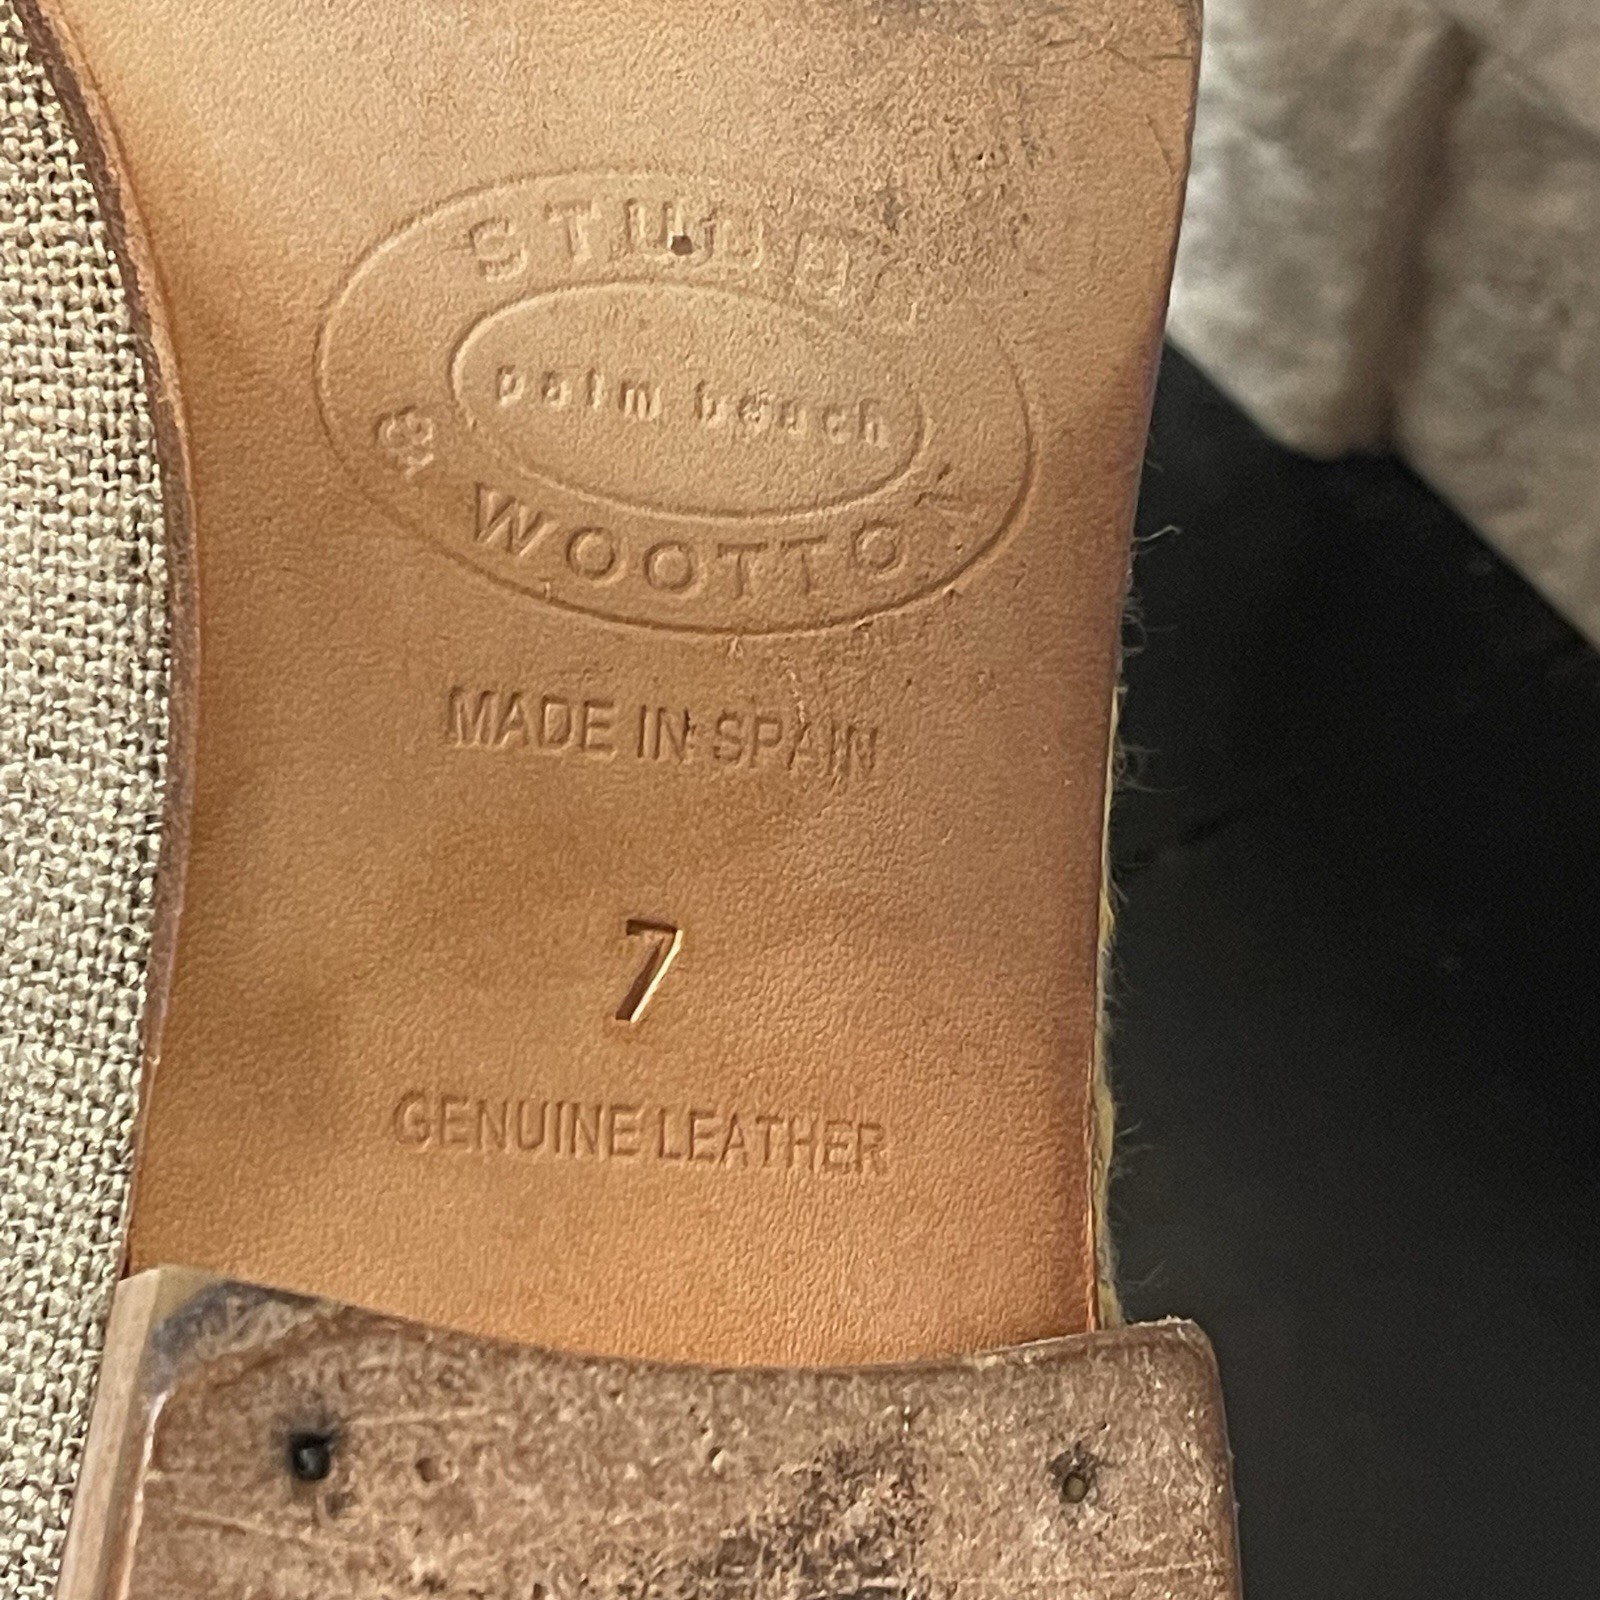 STUBBS
palm beach
& WOOTTON
MADE IN SPAIN
7
GENUINE LEATHER